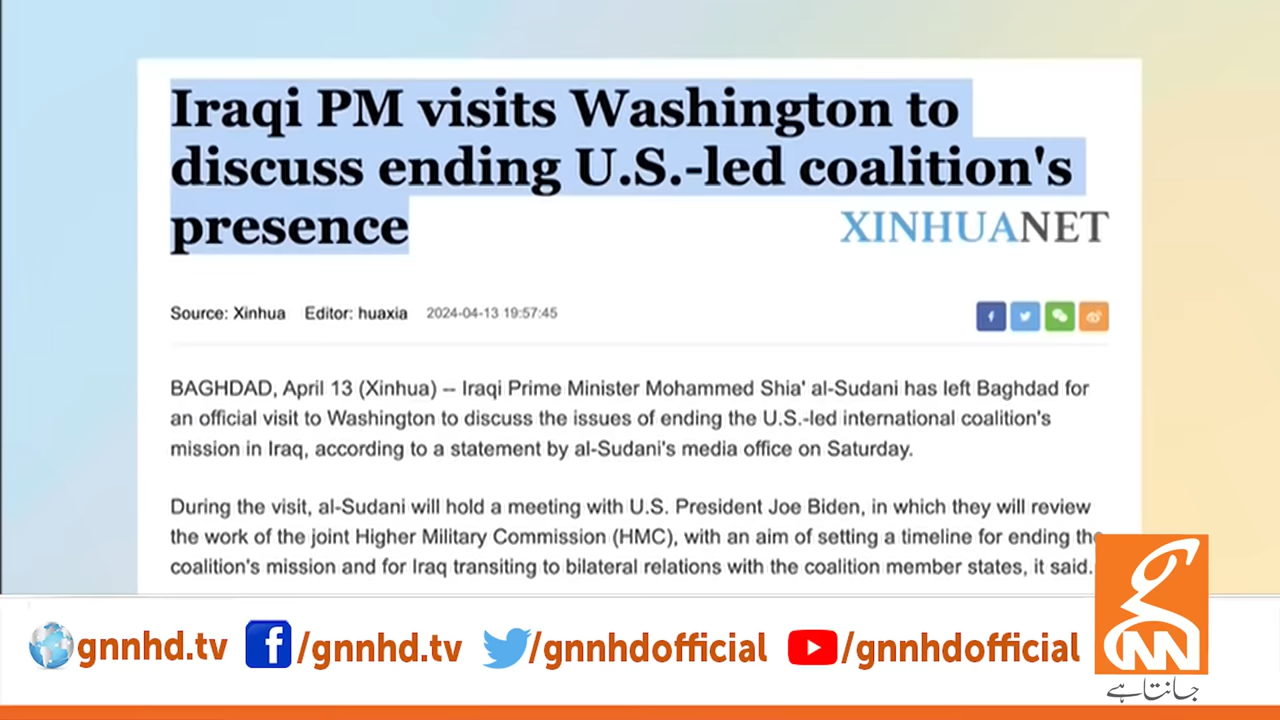 Iraqi PM visits Washington to
discuss ending U.S.-led coalition's
presence
XINHUANET
Source: Xinhua Editor: huaxia 2024-04-13 19:57:45
BAGHDAD, April 13 (Xinhua) -- Iraqi Prime Minister Mohammed Shia' al-Sudani has left Baghdad for
an official visit to Washington to discuss the issues of ending the U.S.-led international coalition's
mission in Iraq, according to a statement by al-Sudani's media office on Saturday.
During the visit, al-Sudani will hold a meeting with U.S. President Joe Biden, in which they will review
the work of the joint Higher Military Commission (HMC), with an aim of setting a timeline for ending the
coalition's mission and for Iraq transiting to bilateral relations with the coalition member states, it said.
gnnhd.tv /gnnhd.tv /gnnhdofficial /gnnhdofficial
GNN
جانتا ہے